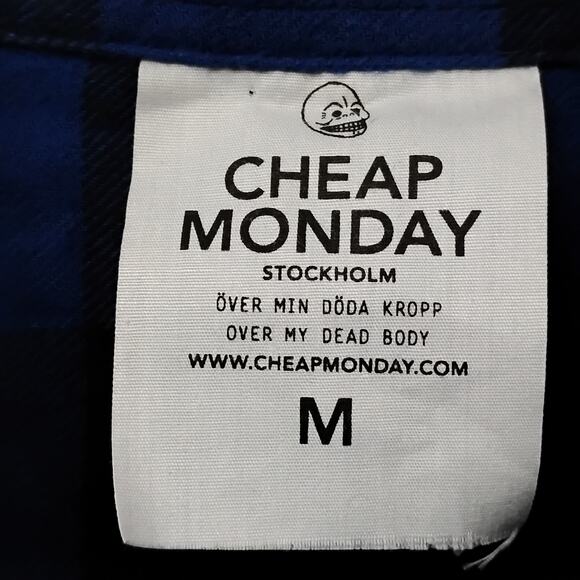 CHEAP
MONDAY
STOCKHOLM
ÖVER MIN DÖDA KROPP
OVER MY DEAD BODY
WWW.CHEAPMONDAY.COM
M